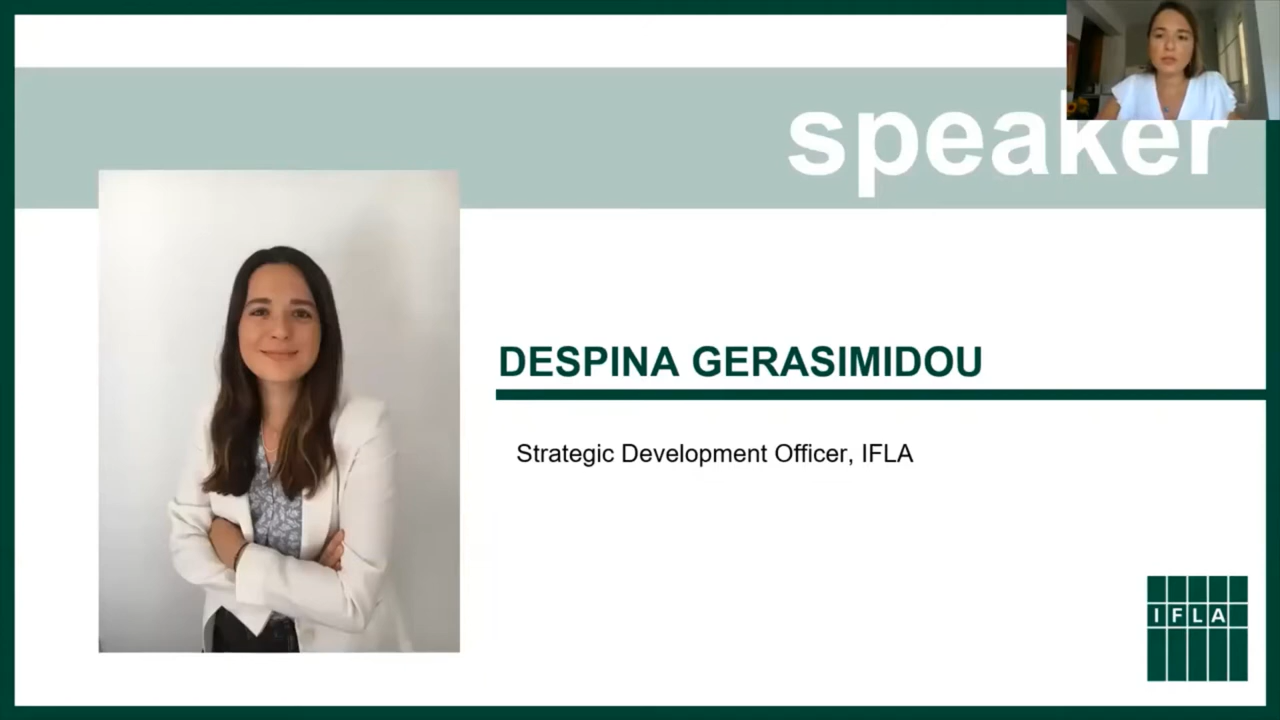 speaker
DESPINA GERASIMIDOU
Strategic Development Officer, IFLA
IFLA